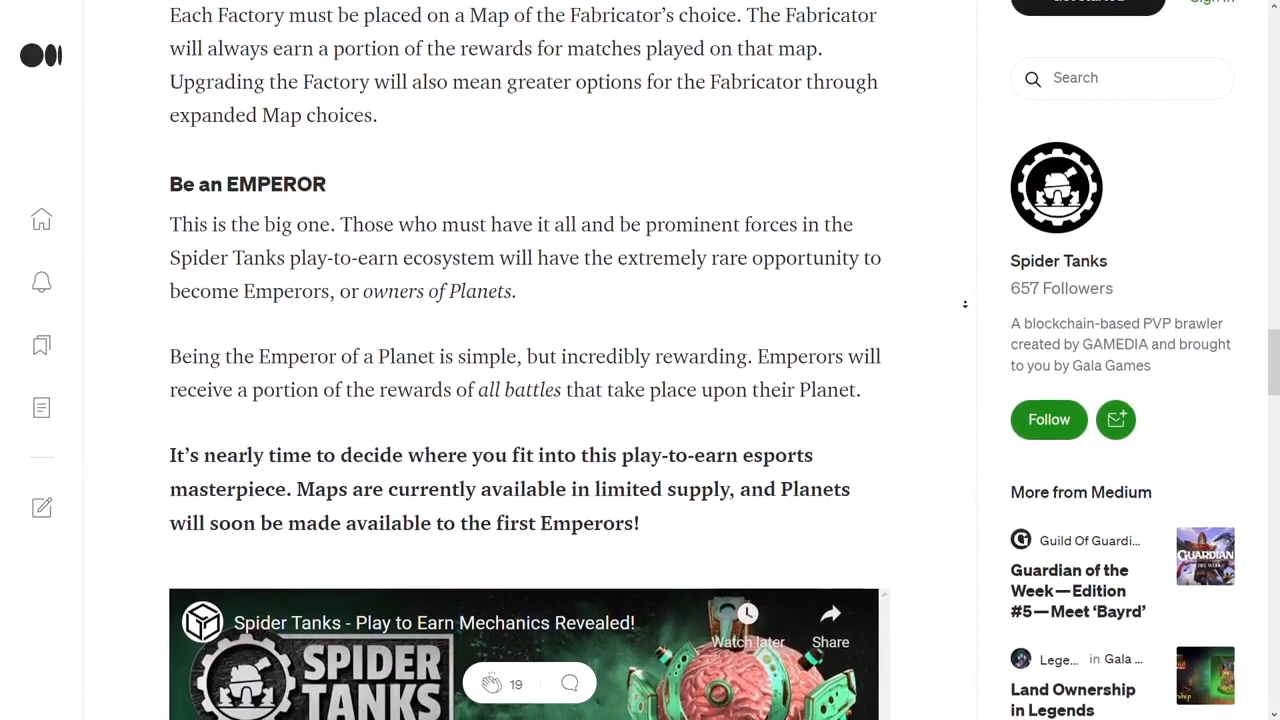 Each Factory must be placed on a Map of the Fabricator’s choice. The Fabricator
will always earn a portion of the rewards for matches played on that map.
Upgrading the Factory will also mean greater options for the Fabricator through
expanded Map choices.
Be an EMPEROR
This is the big one. Those who must have it all and be prominent forces in the
Spider Tanks play-to-earn ecosystem will have the extremely rare opportunity to
become Emperors, or owners of Planets.
Being the Emperor of a Planet is simple, but incredibly rewarding. Emperors will
receive a portion of the rewards of all battles that take place upon their Planet.
It’s nearly time to decide where you fit into this play-to-earn esports
masterpiece. Maps are currently available in limited supply, and Planets
will soon be made available to the first Emperors!
Spider Tanks - Play to Earn Mechanics Revealed!
Watch later
Share
SPIDER
TANKS
19
Search
Spider Tanks
657 Followers
A blockchain-based PVP brawler
created by GAMEDIA and brought
to you by Gala Games
Follow
More from Medium
Guild Of Guardi...
Guardian of the
Week — Edition
#5 — Meet ‘Bayrd’
GUARDIAN
Lege... in Gala ...
Land Ownership
in Legends